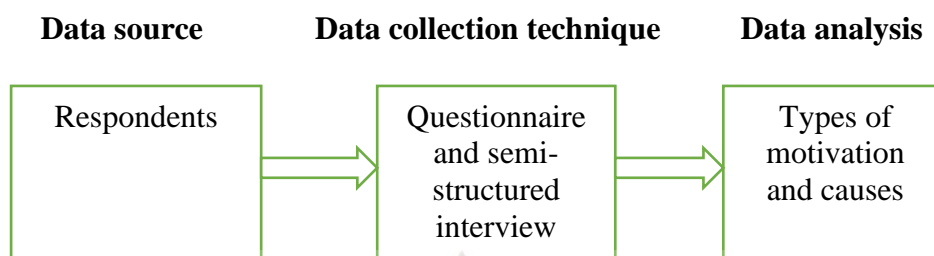 Data source
Data collection technique
Data analysis
Respondents
Questionnaire
and semi-
structured
interview
Types of
motivation
and causes